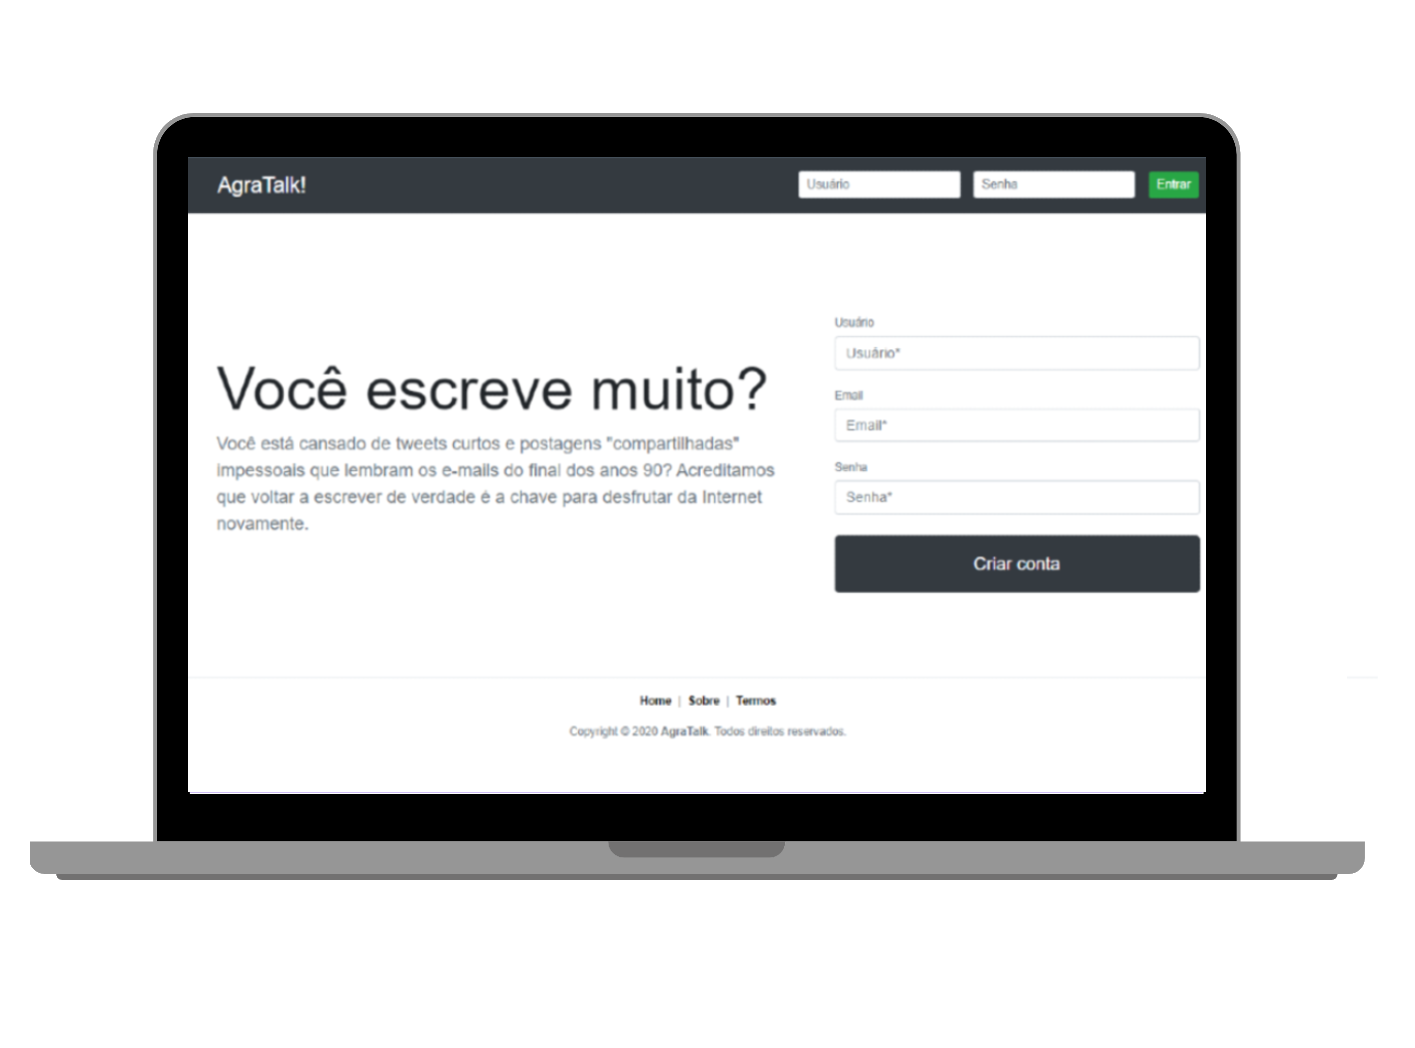 AgraTalk!
Usuário
Senha
Entrar
Você escreve muito?
Você está cansado de tweets curtos e postagens "compartilhadas"
impessoais que lembram os e-mails do final dos anos 90? Acreditamos
que voltar a escrever de verdade é a chave para desfrutar da Internet
novamente.
Usuário
Usuário*
Email
Email*
Senha
Senha*
Criar conta
Home | Sobre | Termos
Copyright © 2020 AgraTalk. Todos direitos reservados.